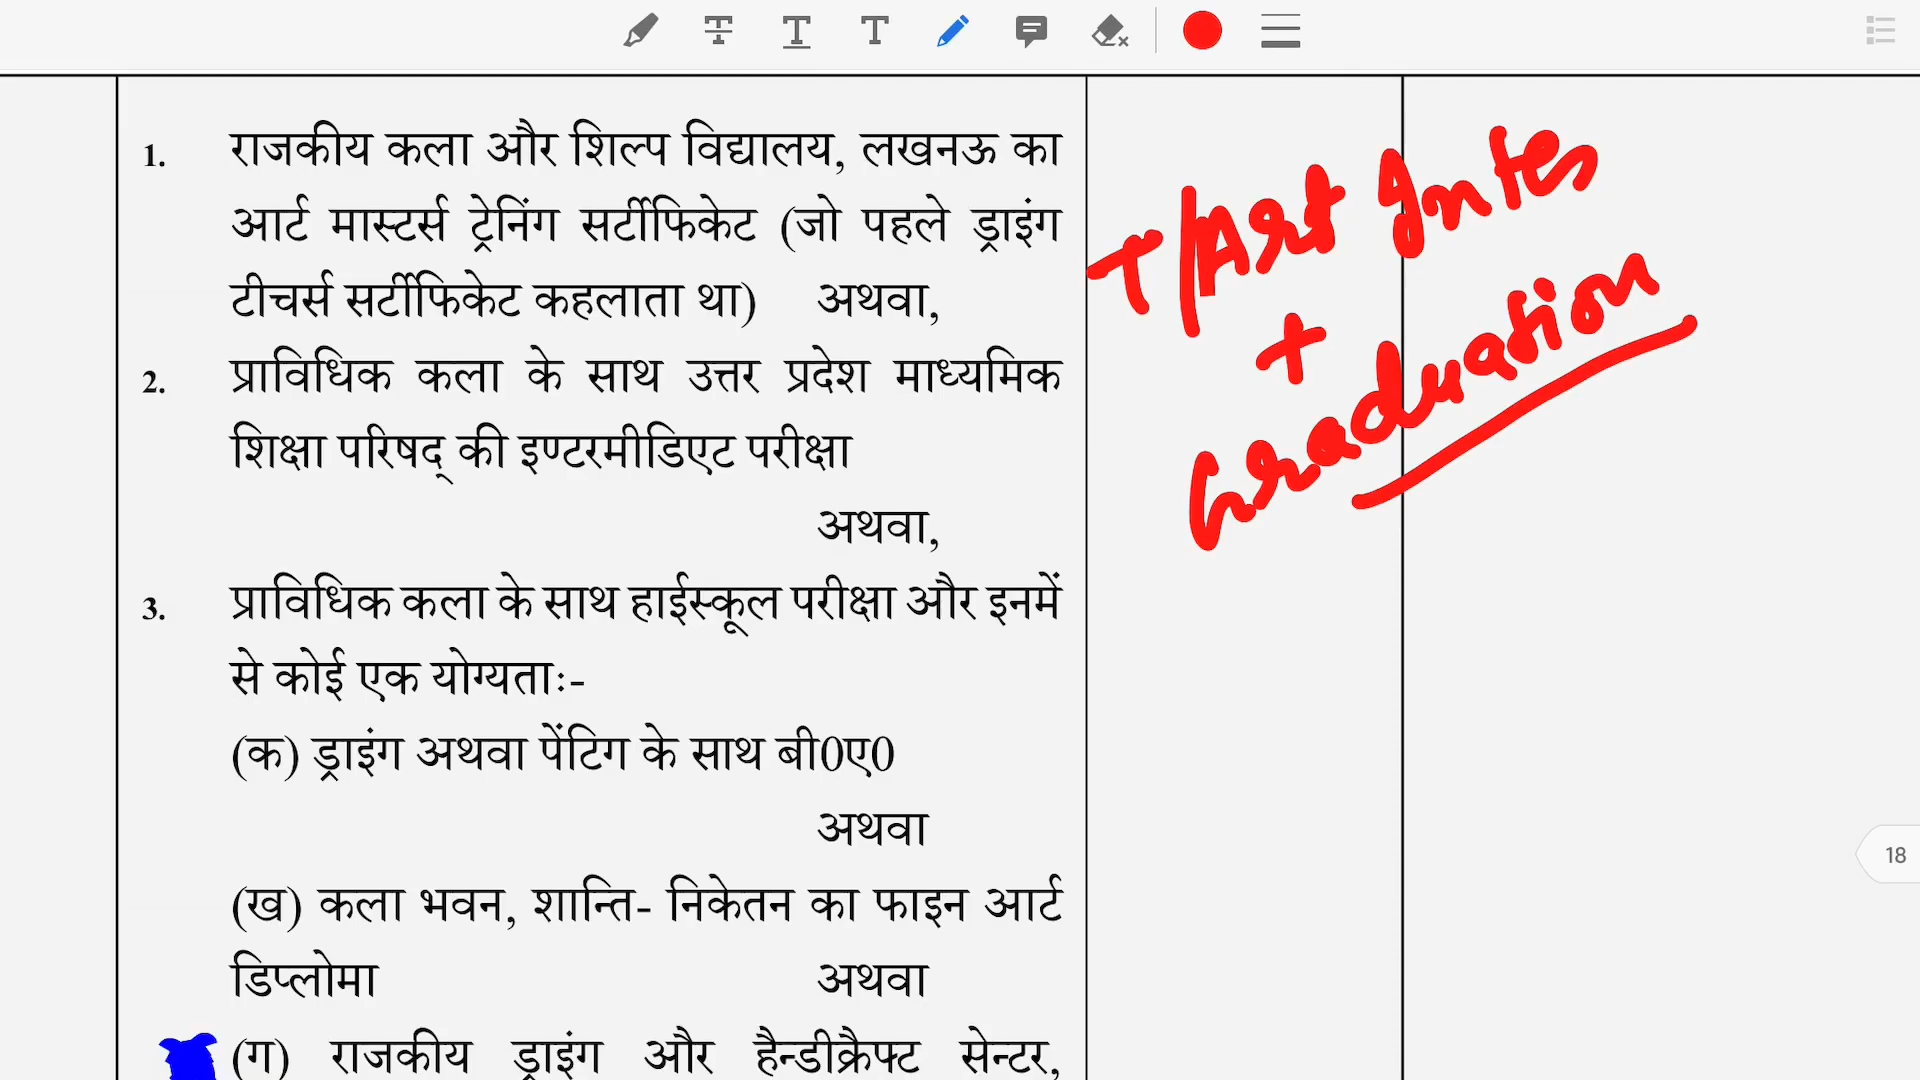 1. राजकीय कला और शिल्प विद्यालय, लखनऊ का
आर्ट मास्टर्स ट्रेनिंग सर्टीफिकेट (जो पहले ड्राइंग
टीचर्स सर्टीफिकेट कहलाता था) अथवा,
2. प्राविधिक कला के साथ उत्तर प्रदेश माध्यमिक
शिक्षा परिषद् की इण्टरमीडिएट परीक्षा
अथवा,
3. प्राविधिक कला के साथ हाईस्कूल परीक्षा और इनमें
से कोई एक योग्यताः-
(क) ड्राइंग अथवा पेंटिग के साथ बी0ए0
अथवा
(ख) कला भवन, शान्ति- निकेतन का फाइन आर्ट
डिप्लोमा अथवा
(ग) राजकीय ड्राइंग और हैन्डीक्रैफ्ट सेन्टर,
T/Art Inter
+
Graduation
18